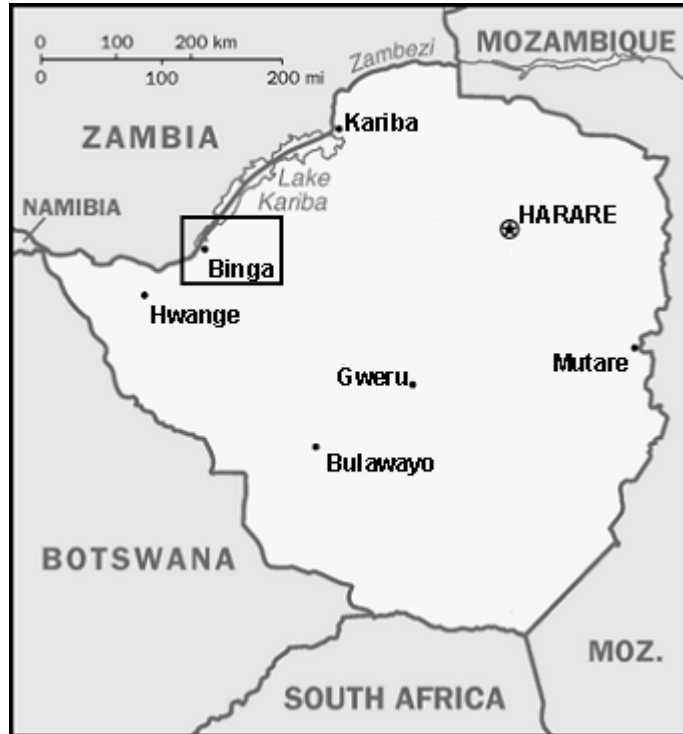 0 100 200 km
0 100 200 mi
Zambezi
MOZAMBIQUE
Kariba
ZAMBIA
Lake
Kariba
NAMIBIA
HARARE
Binga
Hwange
Mutare
Gweru
Bulawayo
BOTSWANA
MOZ.
SOUTH AFRICA